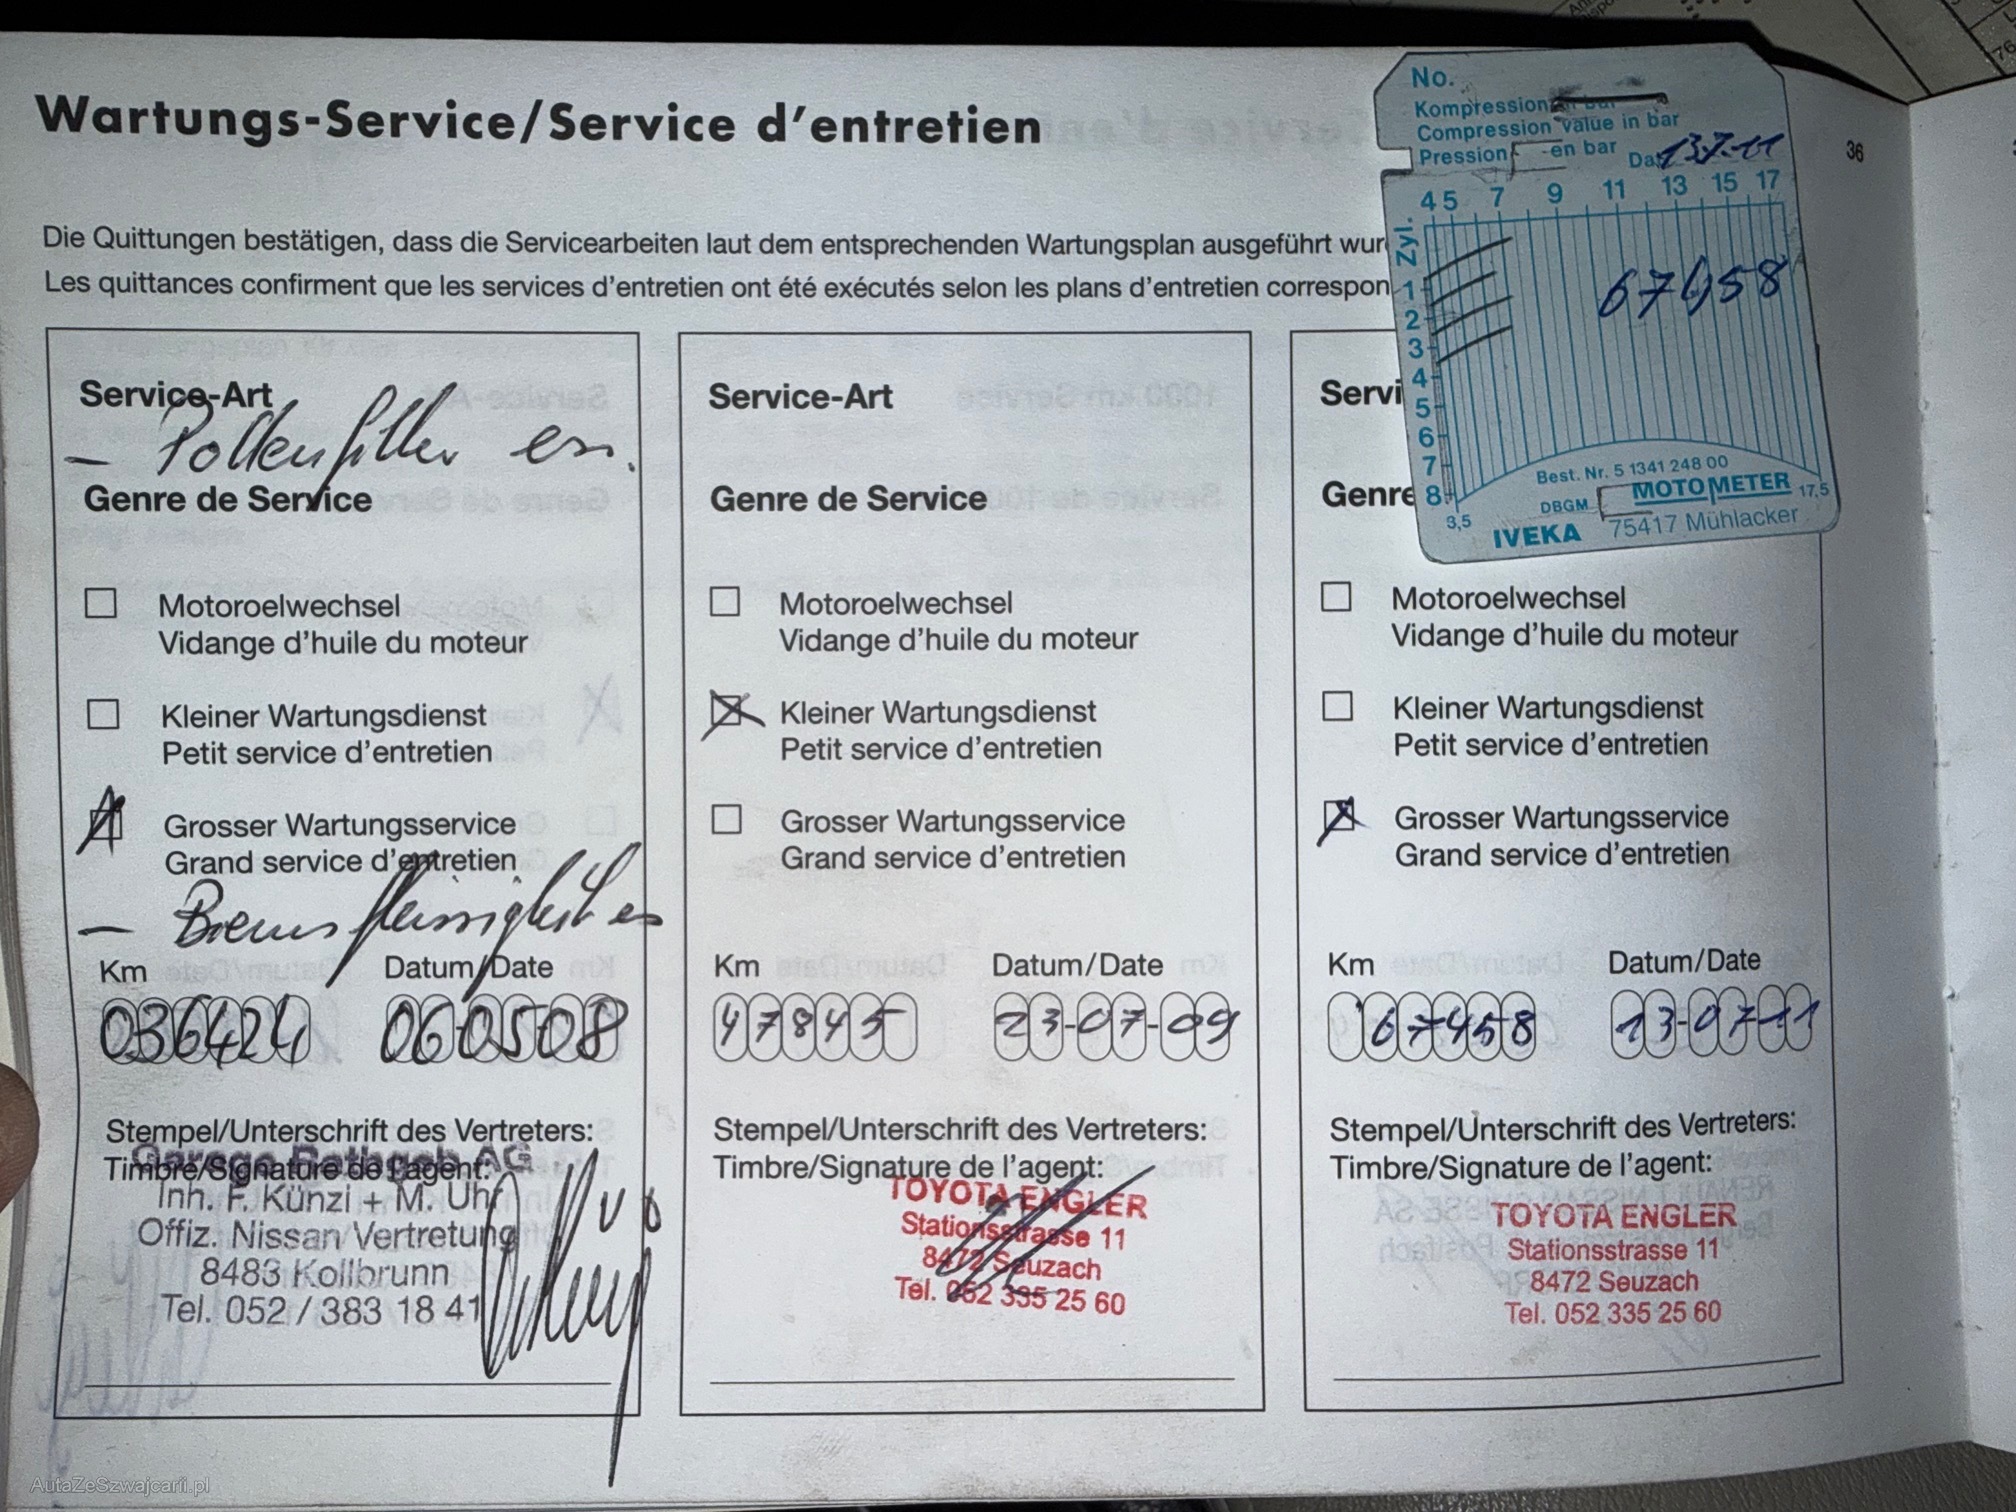 Wartungs-Service/Service d'entretien
36
Die Quittungen bestätigen, dass die Servicearbeiten laut dem entsprechenden Wartungsplan ausgeführt wur
Les quittances confirment que les services d'entretien ont été exécutés selon les plans d'entretien correspon
No.
Kompression bar
Compression value in bar
Pression en bar Da 13.7.11
4 5 7 9 11 13 15 17
Zyl.
67458
1
2
3
4
5
6
7
8
3,5
17,5
Best. Nr. 5 1341 248 00
DBGM MOTOMETER
IVEKA 75417 Mühlacker
Service-Art
– Pollenfilter ers.
Genre de Service
Motoroelwechsel
Vidange d'huile du moteur
Kleiner Wartungsdienst
Petit service d'entretien
Grosser Wartungsservice
Grand service d'entretien
– Bremsflüssigkeit
Km Datum/Date
036424 060508
Stempel/Unterschrift des Vertreters:
Timbre/Signature de l'agent:
Garage Rathgeb AG
Inh. F. Künzi + M. Uhr
Offiz. Nissan Vertretung
8483 Kollbrunn
Tel. 052 / 383 18 41
Service-Art
Genre de Service
Motoroelwechsel
Vidange d'huile du moteur
Kleiner Wartungsdienst
Petit service d'entretien
Grosser Wartungsservice
Grand service d'entretien
Km Datum/Date
47845 23-07-09
Stempel/Unterschrift des Vertreters:
Timbre/Signature de l'agent:
TOYOTA ENGLER
Stationsstrasse 11
8472 Seuzach
Tel. 052 335 25 60
Servi
Genre
Motoroelwechsel
Vidange d'huile du moteur
Kleiner Wartungsdienst
Petit service d'entretien
Grosser Wartungsservice
Grand service d'entretien
Km Datum/Date
67458 13-07-11
Stempel/Unterschrift des Vertreters:
Timbre/Signature de l'agent:
TOYOTA ENGLER
Stationsstrasse 11
8472 Seuzach
Tel. 052 335 25 60
AutaZeSzwajcarii.pl